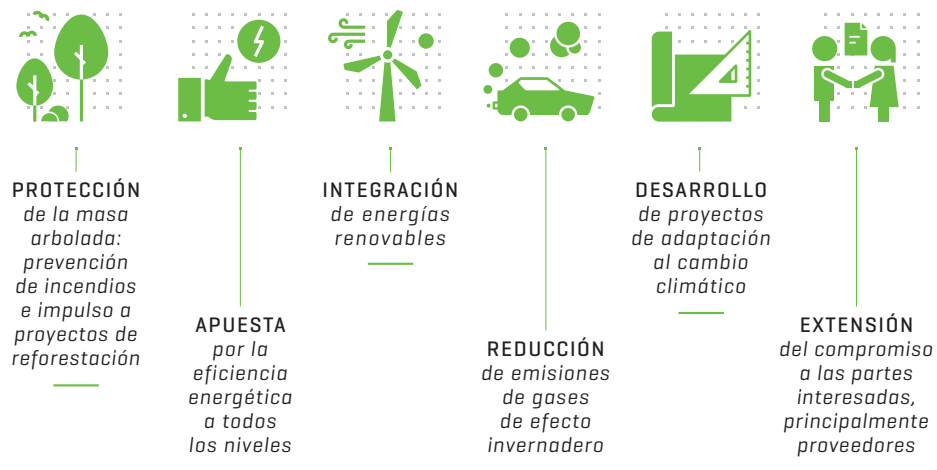 PROTECCIÓN
de la masa
arbolada:
prevención
de incendios
e impulso a
proyectos de
reforestación
APUESTA
por la
eficiencia
energética
a todos
los niveles
INTEGRACIÓN
de energías
renovables
REDUCCIÓN
de emisiones
de gases
de efecto
invernadero
DESARROLLO
de proyectos
de adaptación
al cambio
climático
EXTENSIÓN
del compromiso
a las partes
interesadas,
principalmente
proveedores